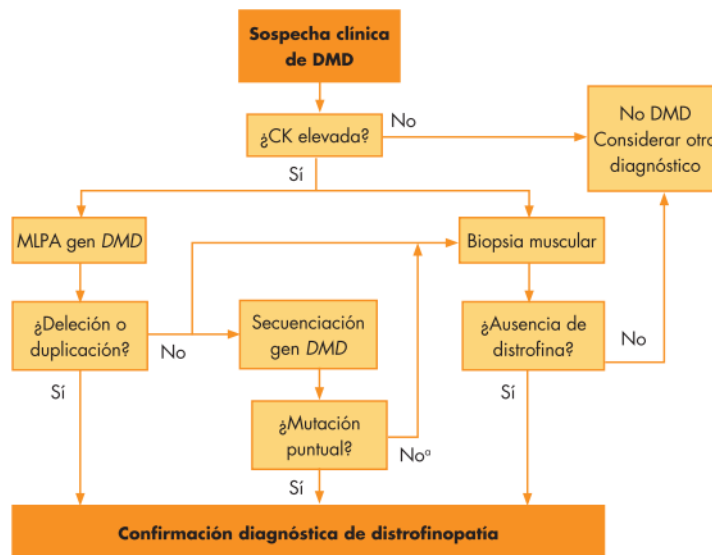 Sospecha clínica
de DMD
¿CK elevada?
No
No DMD
Considerar otro
diagnóstico
Sí
MLPA gen DMD
Biopsia muscular
¿Deleción o
duplicación?
No
Secuenciación
gen DMD
¿Ausencia de
distrofina?
No
Sí
¿Mutación
puntual?
Noª
Sí
Sí
Confirmación diagnóstica de distrofinopatía